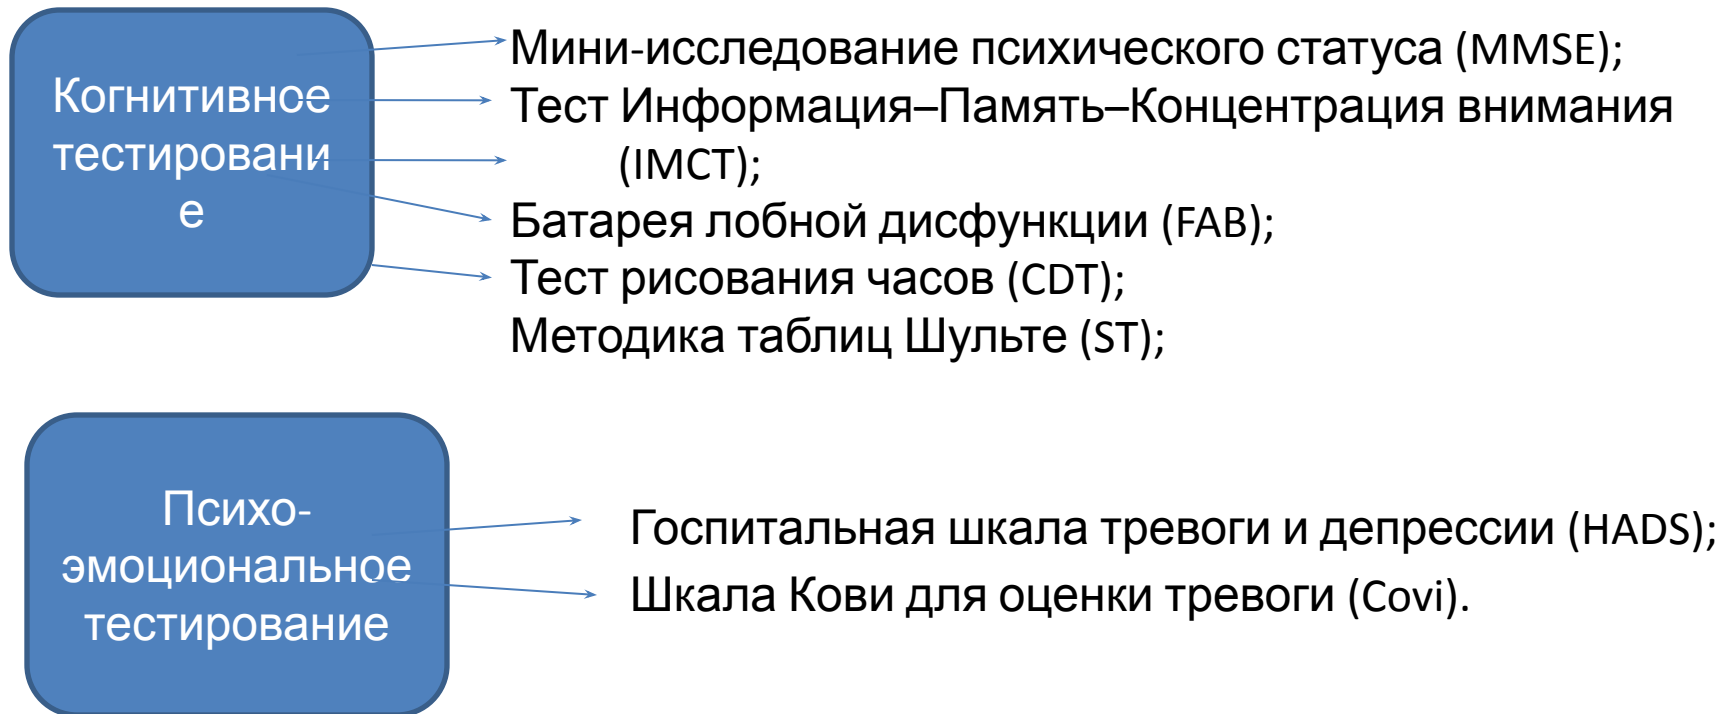 Когнитивное
тестировани
е
Мини-исследование психического статуса (MMSE);
Тест Информация–Память–Концентрация внимания
(IMCT);
Батарея лобной дисфункции (FAB);
Тест рисования часов (CDT);
Методика таблиц Шульте (ST);
Психо-
эмоциональное
тестирование
Госпитальная шкала тревоги и депрессии (HADS);
Шкала Кови для оценки тревоги (Covi).